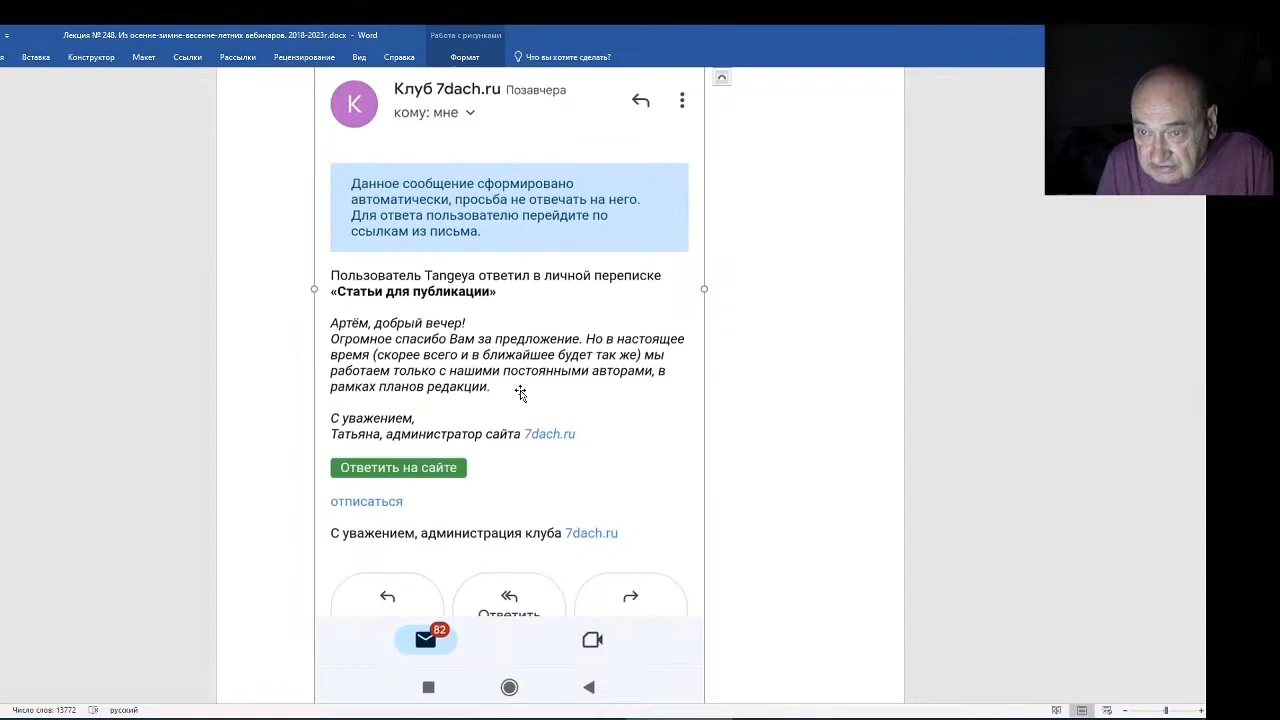 Лекция № 248. Из осенне-зимне-весенне-летних вебинаров. 2018-2023г.docx - Word
Работа с рисунками
Вставка Конструктор Макет Ссылки Рассылки Рецензирование Вид Справка Формат Что вы хотите сделать?
К
Клуб 7dach.ru Позавчера
кому: мне
Данное сообщение сформировано
автоматически, просьба не отвечать на него.
Для ответа пользователю перейдите по
ссылкам из письма.
Пользователь Tangeya ответил в личной переписке
«Статьи для публикации»
Артём, добрый вечер!
Огромное спасибо Вам за предложение. Но в настоящее
время (скорее всего и в ближайшее будет так же) мы
работаем только с нашими постоянными авторами, в
рамках планов редакции.
С уважением,
Татьяна, администратор сайта 7dach.ru
Ответить на сайте
отписаться
С уважением, администрация клуба 7dach.ru
Ответить
82
Число слов: 13772 русский